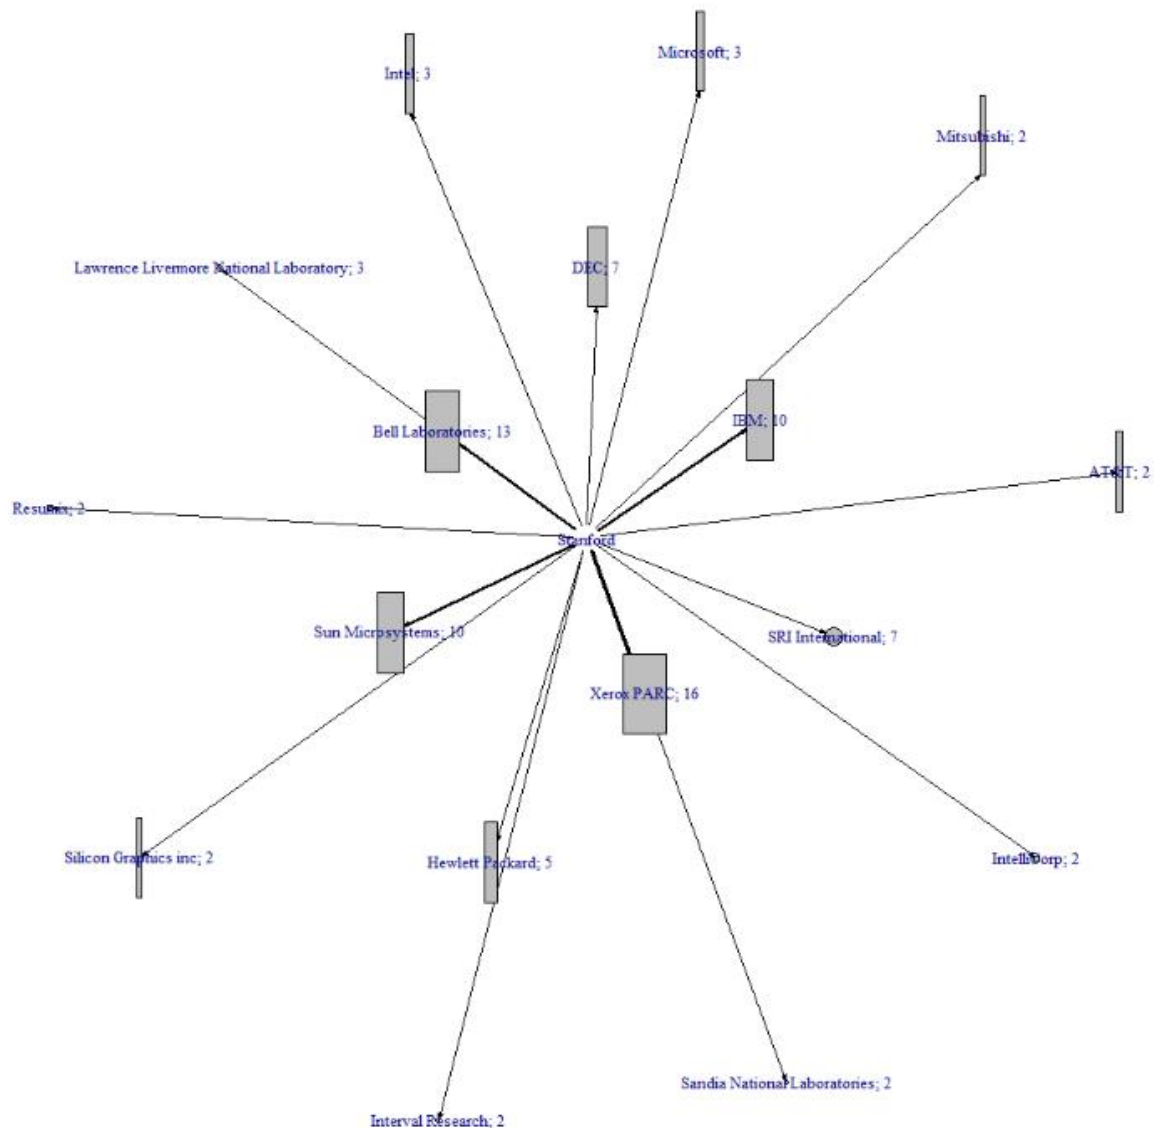 Microsoft; 3
Intel; 3
Mitsubishi; 2
Lawrence Livermore National Laboratory; 3
DEC; 7
IBM; 10
Bell Laboratories; 13
AT&T; 2
Resumix; 2
Stanford
Sun Microsystems; 10
SRI International; 7
Xerox PARC; 16
Silicon Graphics inc; 2
Hewlett Packard; 5
IntelliCorp; 2
Sandia National Laboratories; 2
Interval Research; 2